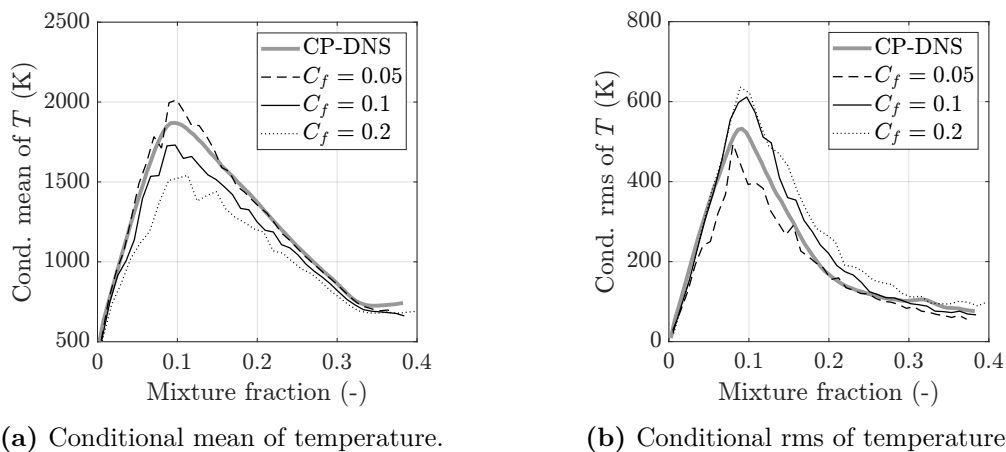 2500
2000
1500
1000
500
0
0.1
0.2
0.3
0.4
Cond. mean of T (K)
Mixture fraction (-)
CP-DNS
C_f = 0.05
C_f = 0.1
C_f = 0.2
(a) Conditional mean of temperature.
800
600
400
200
0
0
0.1
0.2
0.3
0.4
Cond. rms of T (K)
Mixture fraction (-)
CP-DNS
C_f = 0.05
C_f = 0.1
C_f = 0.2
(b) Conditional rms of temperature